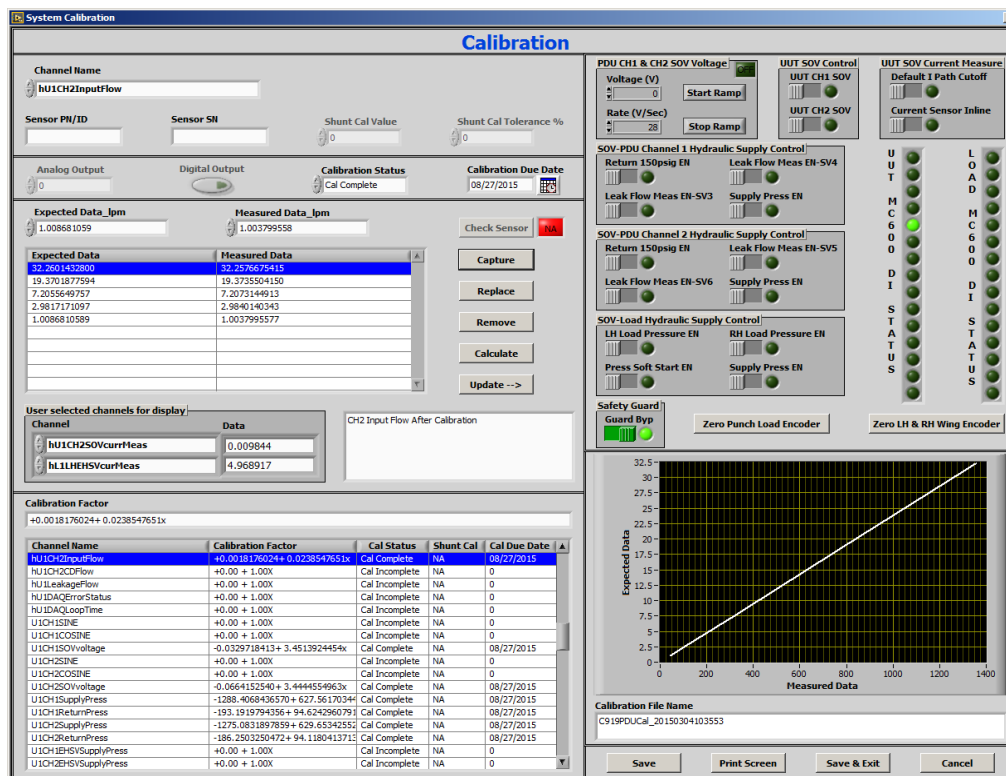 System Calibration
Calibration
Channel Name
hU1CH2InputFlow
Sensor PN/ID Sensor SN Shunt Cal Value Shunt Cal Tolerance %
0 0
Analog Output Digital Output Calibration Status Calibration Due Date
0 Cal Complete 08/27/2015
Expected Data_lpm Measured Data_lpm
1.008681059 1.003799558
Check Sensor NA
Expected Data Measured Data
32.2601432800 32.2576675415
19.3701877594 19.3735504150
7.2055649757 7.2073144913
2.9817171097 2.9840140343
1.0086810589 1.0037995577
Capture
Replace
Remove
Calculate
Update -->
User selected channels for display
Channel Data
hU1CH2SOVcurrMeas 0.009844
hL1LHEHSVcurMeas 4.968917
CH2 Input Flow After Calibration
Calibration Factor
+0.0018176024+ 0.0238547651x
Channel Name Calibration Factor Cal Status Shunt Cal Cal Due Date
hU1CH2InputFlow +0.0018176024+ 0.0238547651x Cal Complete NA 08/27/2015
hU1CH2CDFlow +0.00 + 1.00X Cal Incomplete NA 0
hU1LeakageFlow +0.00 + 1.00X Cal Incomplete NA 0
hU1DAQErrorStatus +0.00 + 1.00X Cal Incomplete NA 0
hU1DAQLoopTime +0.00 + 1.00X Cal Incomplete NA 0
U1CH1SINE +0.00 + 1.00X Cal Incomplete NA 0
U1CH1COSINE +0.00 + 1.00X Cal Incomplete NA 0
U1CH1SOVvoltage -0.0329718413+ 3.4513924454x Cal Complete NA 08/27/2015
U1CH2SINE +0.00 + 1.00X Cal Incomplete NA 0
U1CH2COSINE +0.00 + 1.00X Cal Incomplete NA 0
U1CH2SOVvoltage -0.0664152540+ 3.4444554963x Cal Complete NA 08/27/2015
U1CH1SupplyPress -1288.4068436570+ 627.56170344 Cal Complete NA 08/27/2015
U1CH1ReturnPress -193.1919794356+ 94.6242960791 Cal Complete NA 08/27/2015
U1CH2SupplyPress -1275.0831897859+ 629.65342552 Cal Complete NA 08/27/2015
U1CH2ReturnPress -186.2503250472+ 94.1180413713 Cal Complete NA 08/27/2015
U1CH1EHSVSupplyPress +0.00 + 1.00X Cal Incomplete NA 0
U1CH2EHSVSupplyPress +0.00 + 1.00X Cal Incomplete NA 0
PDU CH1 & CH2 SOV Voltage OFF
Voltage (V)
0 Start Ramp
Rate (V/Sec)
28 Stop Ramp
UUT SOV Control
UUT CH1 SOV
UUT CH2 SOV
UUT SOV Current Measure
Default I Path Cutoff
Current Sensor Inline
SOV-PDU Channel 1 Hydraulic Supply Control
Return 150psig EN Leak Flow Meas EN-SV4
Leak Flow Meas EN-SV3 Supply Press EN
SOV-PDU Channel 2 Hydraulic Supply Control
Return 150psig EN Leak Flow Meas EN-SV5
Leak Flow Meas EN-SV6 Supply Press EN
SOV-Load Hydraulic Supply Control
LH Load Pressure EN RH Load Pressure EN
Press Soft Start EN Supply Press EN
UUT MC600 DI STATUS
LOAD MC600 DI STATUS
Safety Guard
Guard Byp
Zero Punch Load Encoder
Zero LH & RH Wing Encoder
32.5
30
27.5
25
22.5
20
17.5
15
12.5
10
7.5
5
2.5
0
Expected Data
0 200 400 600 800 1000 1200 1400
Measured Data
Calibration File Name
C919PDUCal_20150304103553
Save Print Screen Save & Exit Cancel